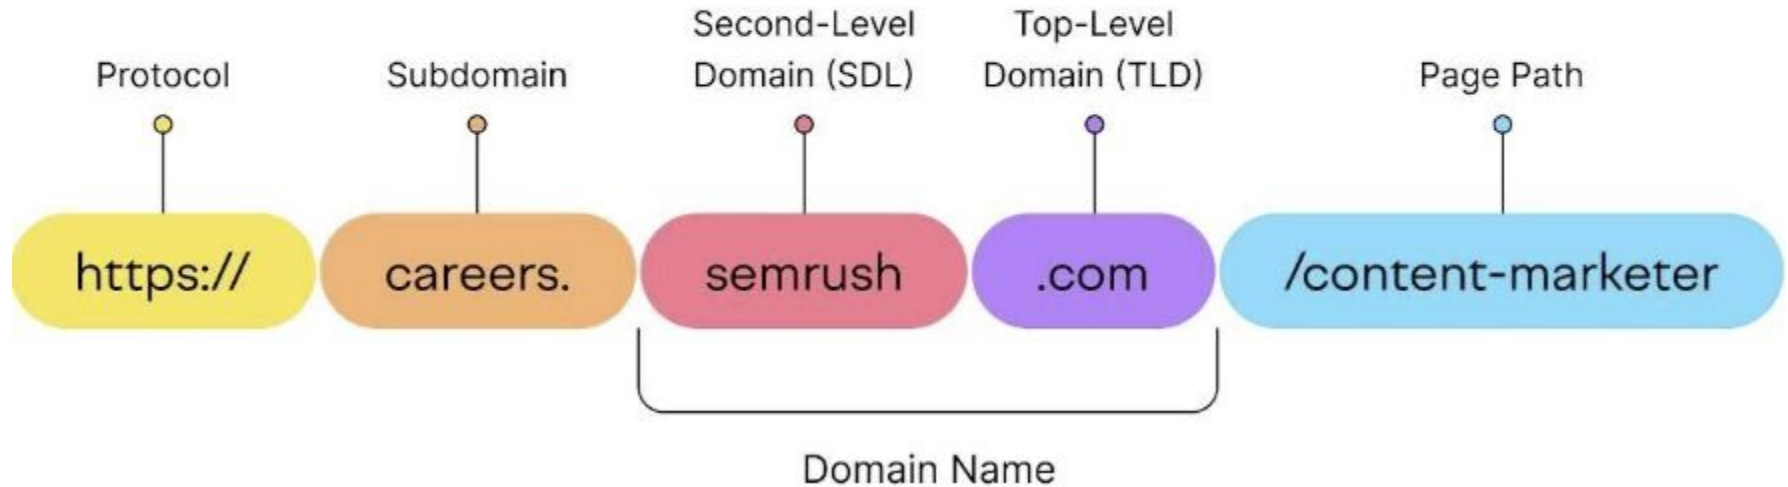 Protocol
Subdomain
Second-Level
Domain (SDL)
Top-Level
Domain (TLD)
Page Path
https://
careers.
semrush
.com
/content-marketer
Domain Name